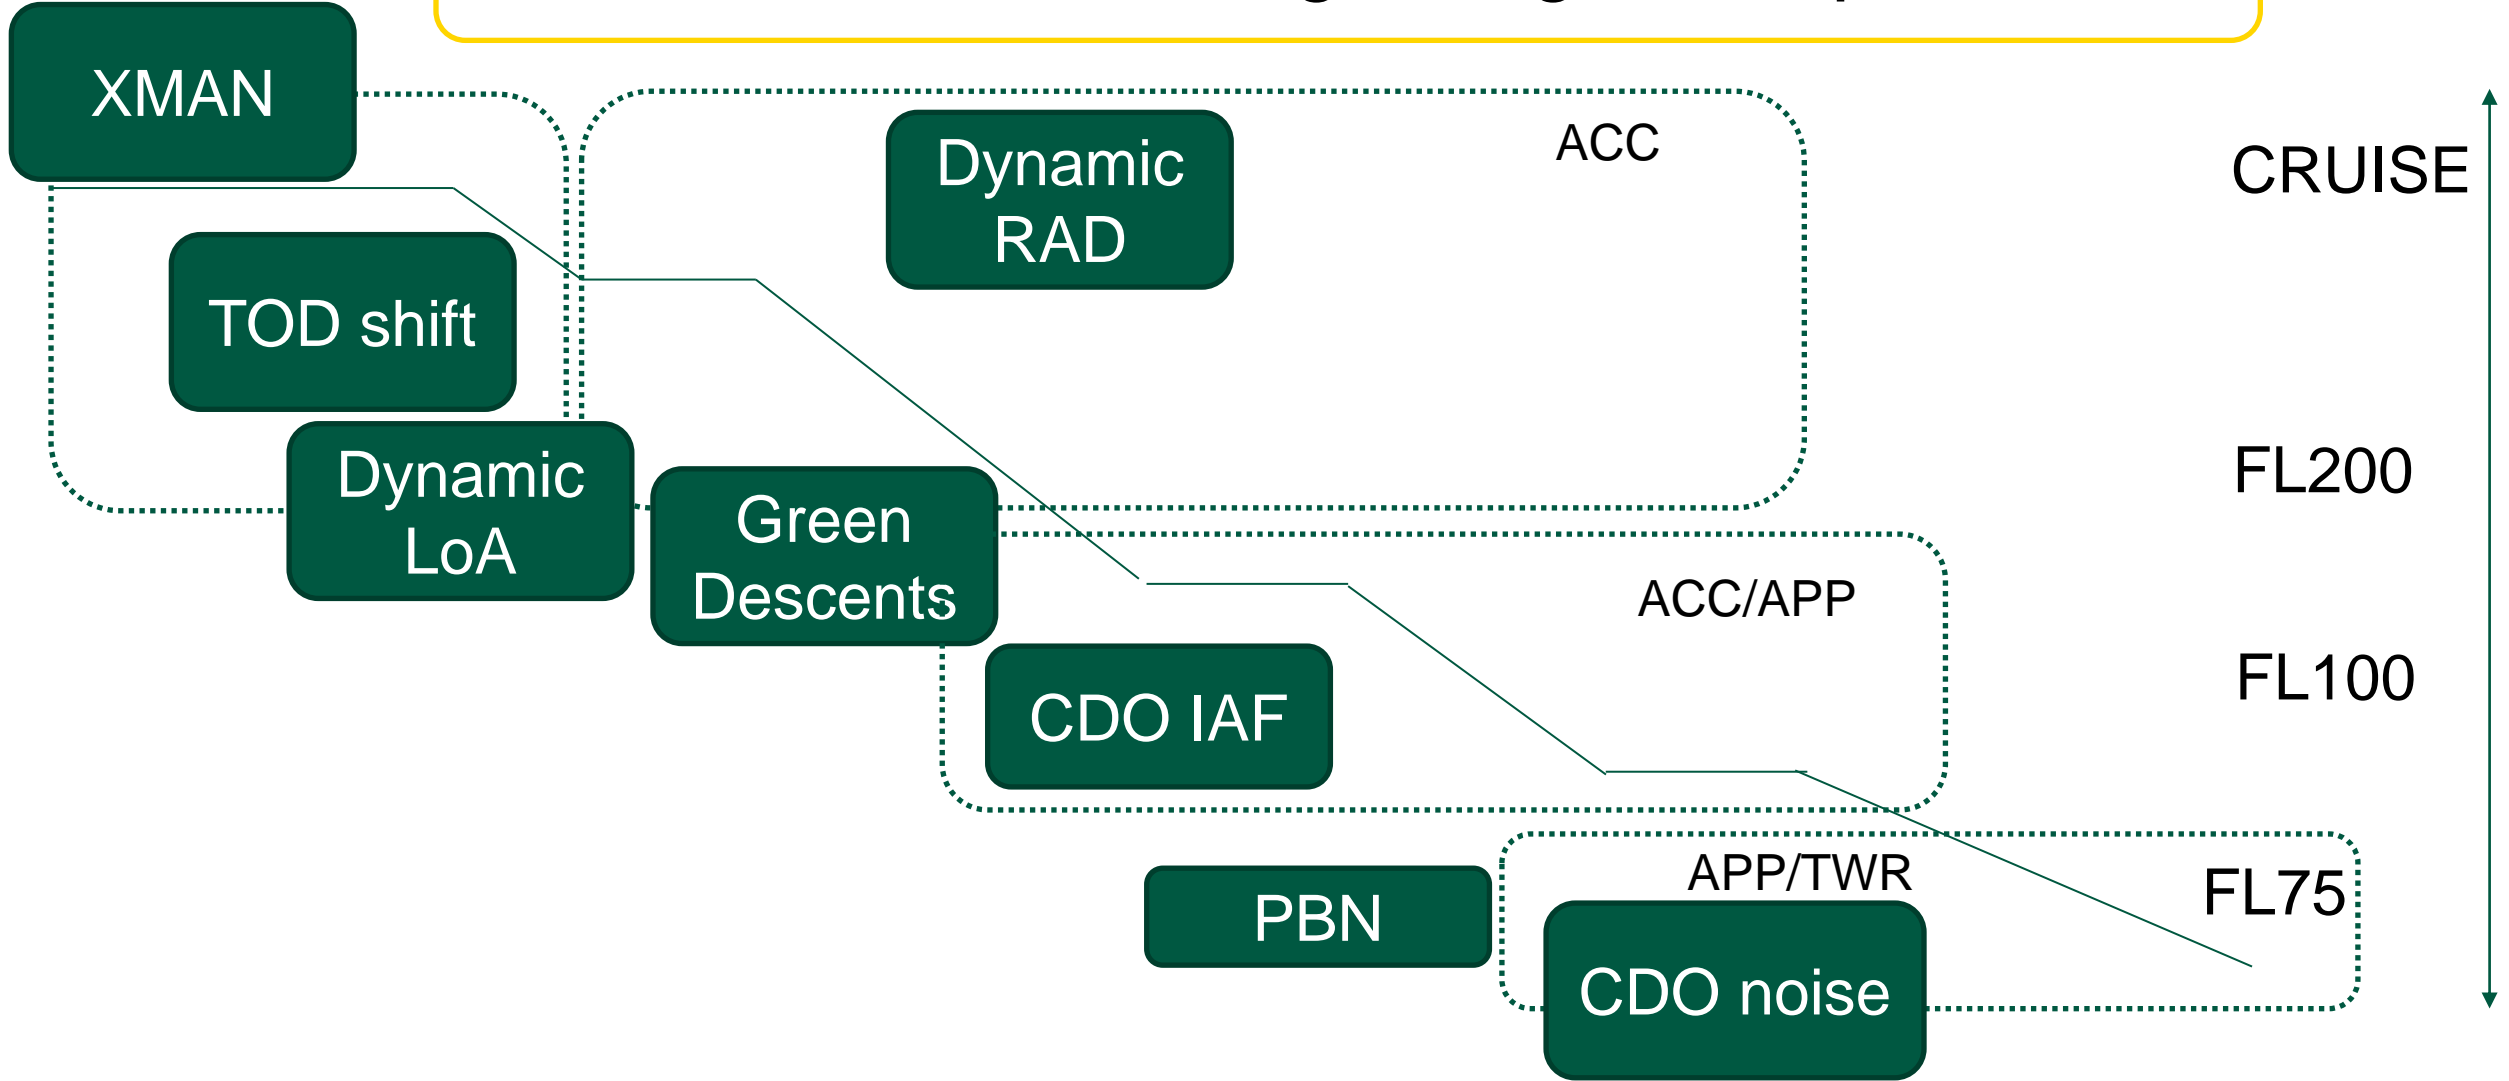 XMAN
Dynamic
RAD
ACC
CRUISE
TOD shift
Dynamic
LoA
FL200
Green
Descents
ACC/APP
FL100
CDO IAF
APP/TWR
FL75
PBN
CDO noise